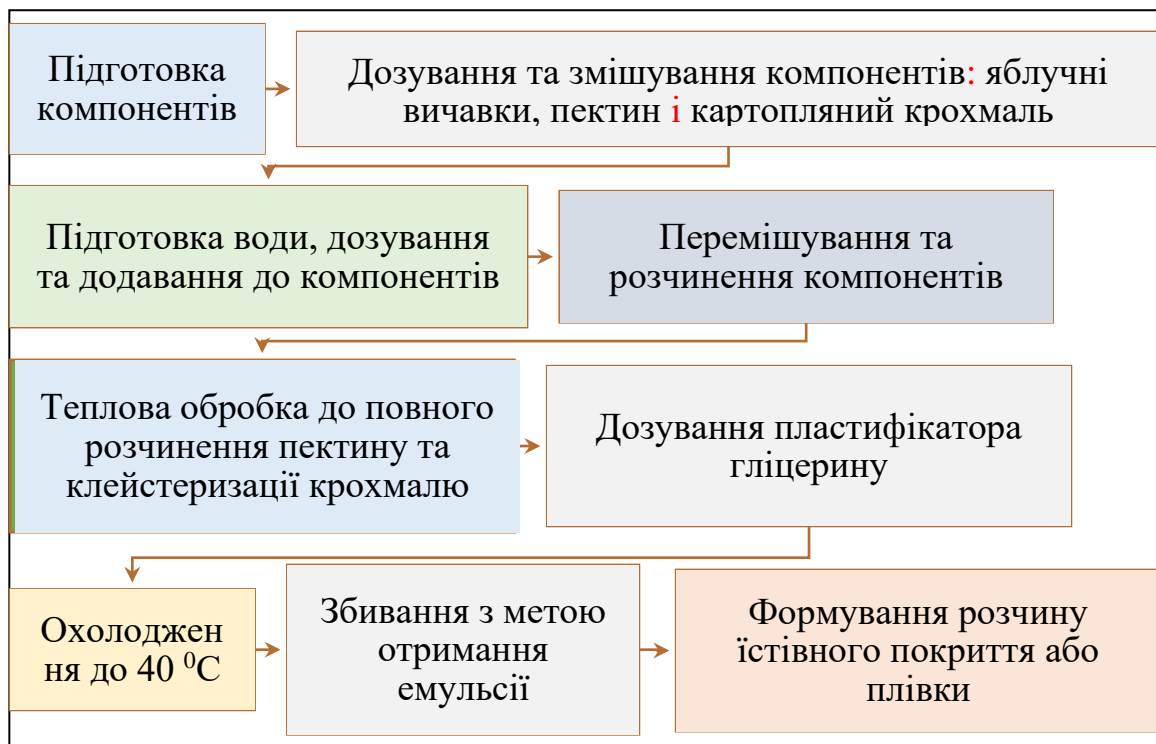 Підготовка
компонентів
Дозування та змішування компонентів: яблучні
вичавки, пектин і картопляний крохмаль
Підготовка води, дозування
та додавання до компонентів
Перемішування та
розчинення компонентів
Теплова обробка до повного
розчинення пектину та
клейстеризації крохмалю
Дозування пластифікатора
гліцерину
Охолоджен
ня до 40 ⁰С
Збивання з метою
отримання
емульсії
Формування розчину
їстівного покриття або
плівки